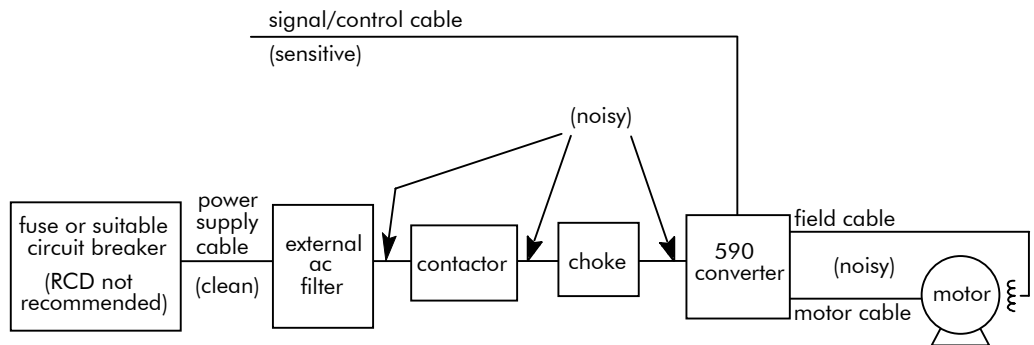 signal/control cable
(sensitive)
(noisy)
fuse or suitable
circuit breaker
(RCD not
recommended)
power
supply
cable
(clean)
external
ac
filter
contactor
choke
590
converter
field cable
(noisy)
motor cable
motor